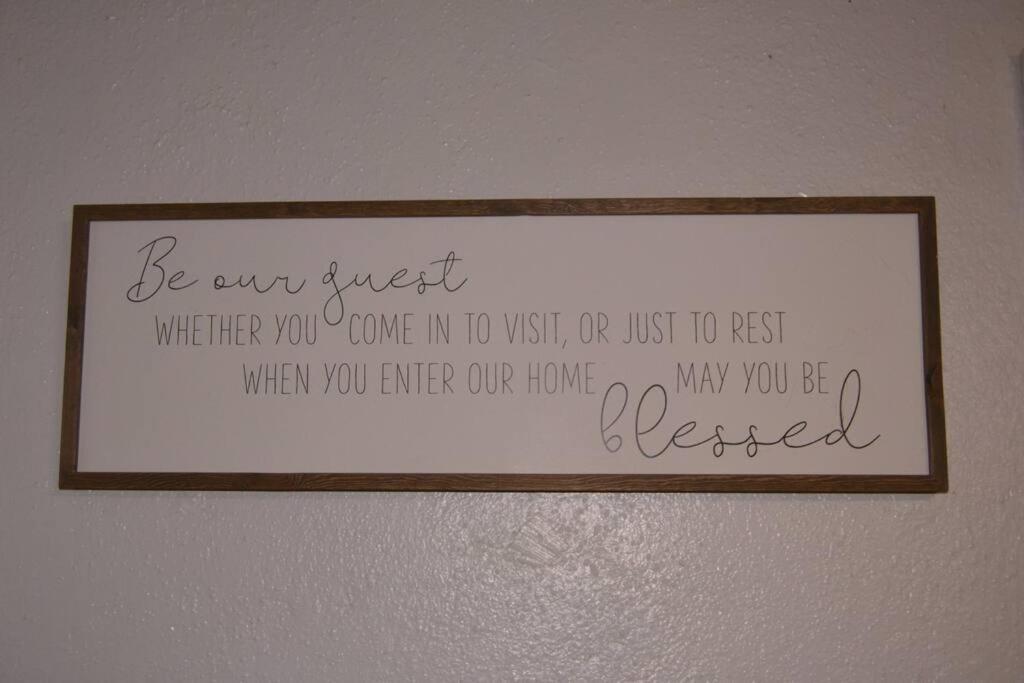 Be our guest
WHETHER YOU COME IN TO VISIT, OR JUST TO REST
WHEN YOU ENTER OUR HOME MAY YOU BE
blessed